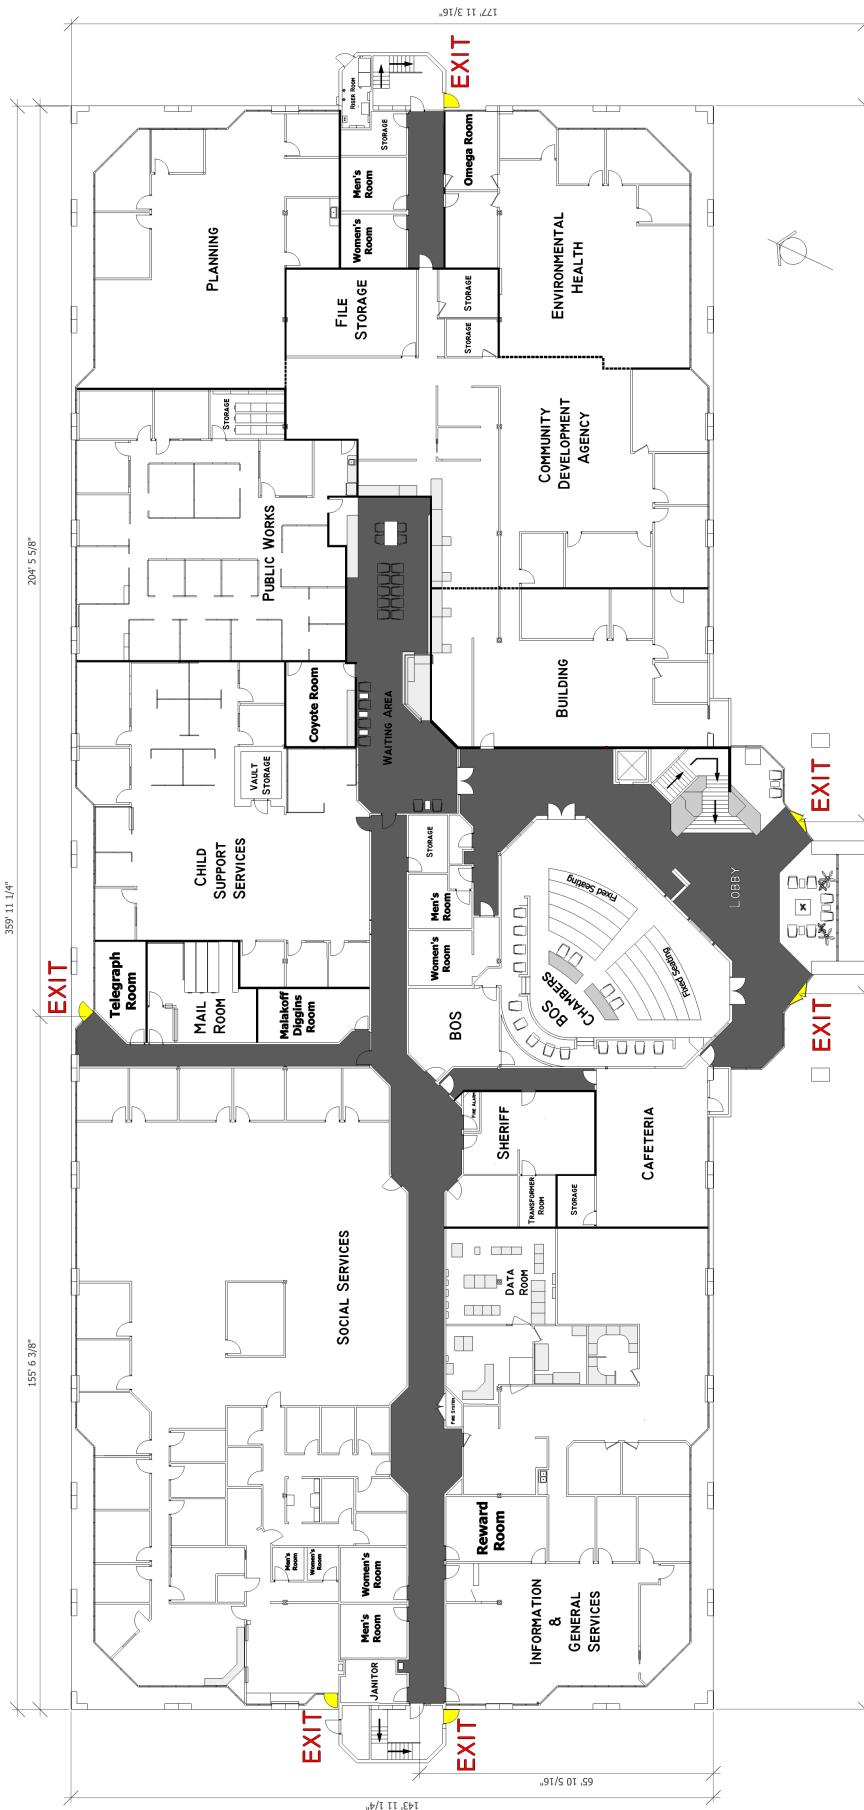 177' 11 3/16"
EXIT
RISER ROOM
STORAGE
Omega Room
Men's
Room
Women's
Room
PLANNING
ENVIRONMENTAL
HEALTH
FILE
STORAGE
STORAGE
STORAGE
STORAGE
COMMUNITY
DEVELOPMENT
AGENCY
204' 5 5/8"
PUBLIC WORKS
BUILDING
Coyote Room
WAITING AREA
VAULT
STORAGE
EXIT
CHILD
SUPPORT
SERVICES
STORAGE
Men's
Room
Women's
Room
Fixed Seating
Fixed Seating
LOBBY
359' 11 1/4"
BOS
CHAMBERS
EXIT
Telegraph
Room
MAIL
ROOM
Malakoff
Diggins
Room
BOS
EXIT
FIRE ALARM
SHERIFF
CAFETERIA
TRANSFORMER
ROOM
STORAGE
SOCIAL SERVICES
DATA
ROOM
155' 6 3/8"
FIRE SYSTEM
Reward
Room
Men's
Room
Women's
Room
Women's
Room
Men's
Room
INFORMATION
&
GENERAL
SERVICES
JANITOR
EXIT
EXIT
65' 10 5/16"
143' 11 1/4"